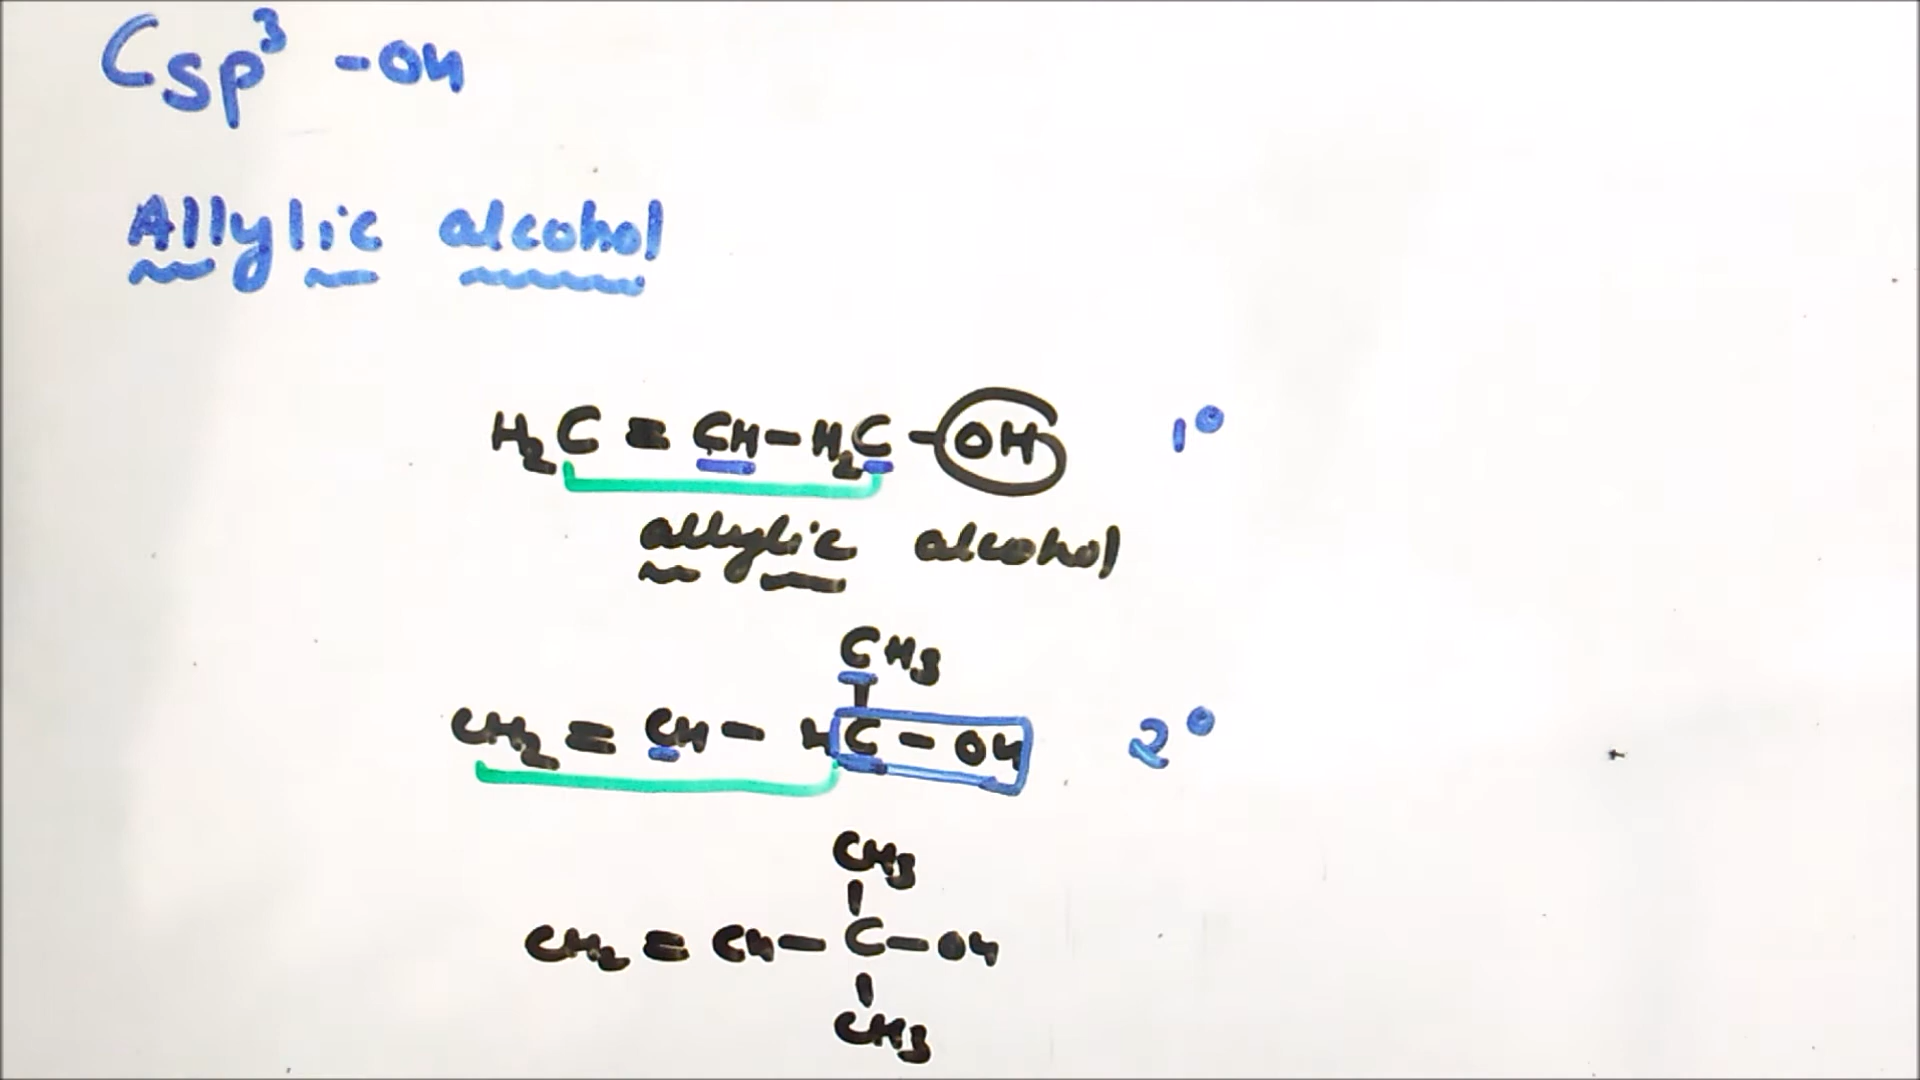 Csp³ -OH
Allylic alcohol
H₂C = CH - H₂C - OH 1°
allylic alcohol
CH₃
CH₂ = CH - HC - OH 2°
CH₃
CH₂ = CH - C - OH
CH₃